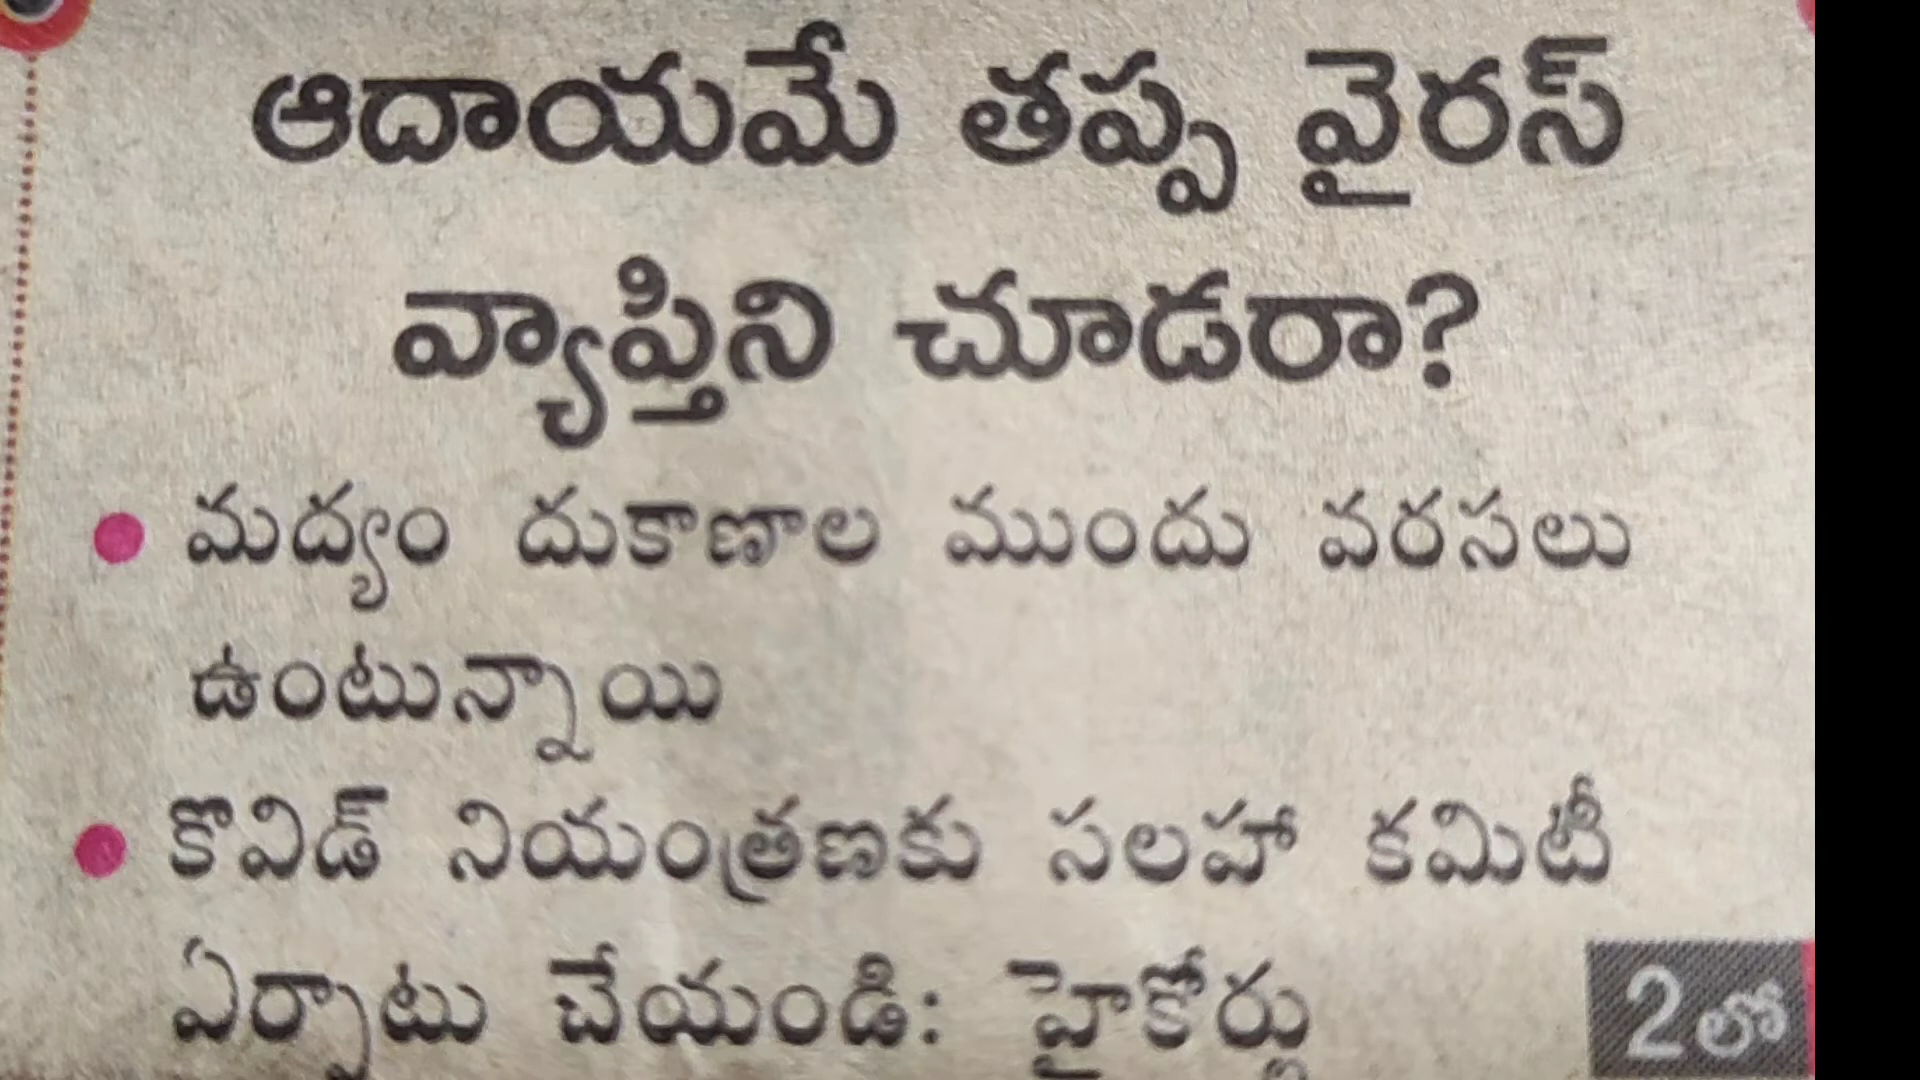 ఆదాయమే తప్ప వైరస్
వ్యాప్తిని చూడరా?
● మద్యం దుకాణాల ముందు వరసలు
ఉంటున్నాయి
● కొవిడ్ నియంత్రణకు సలహా కమిటీ
ఏర్పాటు చేయండి: హైకోర్టు
2లో